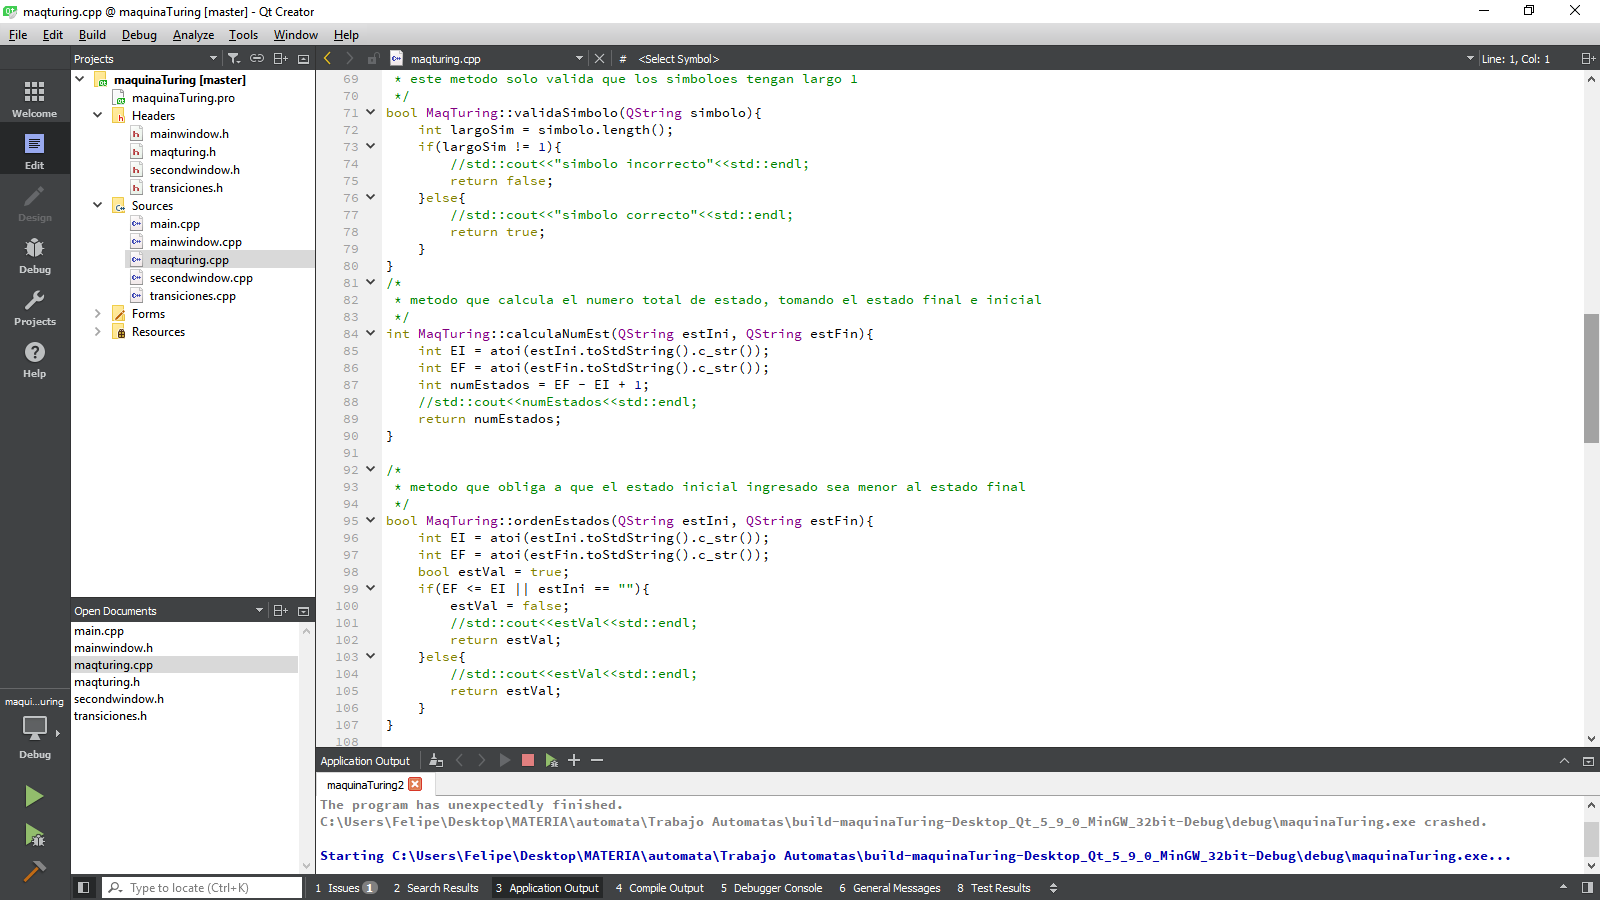 maqturing.cpp @ maquinaTuring [master] - Qt Creator
File Edit Build Debug Analyze Tools Window Help
Projects
maqturing.cpp
# <Select Symbol>
Line: 1, Col: 1
Welcome
Edit
Design
Debug
Projects
Help
maquinaTuring [master]
maquinaTuring.pro
Headers
mainwindow.h
maqturing.h
secondwindow.h
transiciones.h
Sources
main.cpp
mainwindow.cpp
maqturing.cpp
secondwindow.cpp
transiciones.cpp
Forms
Resources
Open Documents
main.cpp
mainwindow.h
maqturing.cpp
maqturing.h
secondwindow.h
transiciones.h
maqui...uring
Debug
69 * este metodo solo valida que los simboloes tengan largo 1
70 */
71 bool MaqTuring::validaSimbolo(QString simbolo){
72 int largoSim = simbolo.length();
73 if(largoSim != 1){
74 //std::cout<<"simbolo incorrecto"<<std::endl;
75 return false;
76 }else{
77 //std::cout<<"simbolo correcto"<<std::endl;
78 return true;
79 }
80 }
81 /*
82 * metodo que calcula el numero total de estado, tomando el estado final e inicial
83 */
84 int MaqTuring::calculaNumEst(QString estIni, QString estFin){
85 int EI = atoi(estIni.toStdString().c_str());
86 int EF = atoi(estFin.toStdString().c_str());
87 int numEstados = EF - EI + 1;
88 //std::cout<<numEstados<<std::endl;
89 return numEstados;
90 }
91
92 /*
93 * metodo que obliga a que el estado inicial ingresado sea menor al estado final
94 */
95 bool MaqTuring::ordenEstados(QString estIni, QString estFin){
96 int EI = atoi(estIni.toStdString().c_str());
97 int EF = atoi(estFin.toStdString().c_str());
98 bool estVal = true;
99 if(EF <= EI || estIni == ""){
100 estVal = false;
101 //std::cout<<estVal<<std::endl;
102 return estVal;
103 }else{
104 //std::cout<<estVal<<std::endl;
105 return estVal;
106 }
107 }
108
Application Output
maquinaTuring2
The program has unexpectedly finished.
C:\Users\Felipe\Desktop\MATERIA\automata\Trabajo Automatas\build-maquinaTuring-Desktop_Qt_5_9_0_MinGW_32bit-Debug\debug\maquinaTuring.exe crashed.
Starting C:\Users\Felipe\Desktop\MATERIA\automata\Trabajo Automatas\build-maquinaTuring-Desktop_Qt_5_9_0_MinGW_32bit-Debug\debug\maquinaTuring.exe...
Type to locate (Ctrl+K)
1 Issues 1 2 Search Results 3 Application Output 4 Compile Output 5 Debugger Console 6 General Messages 8 Test Results